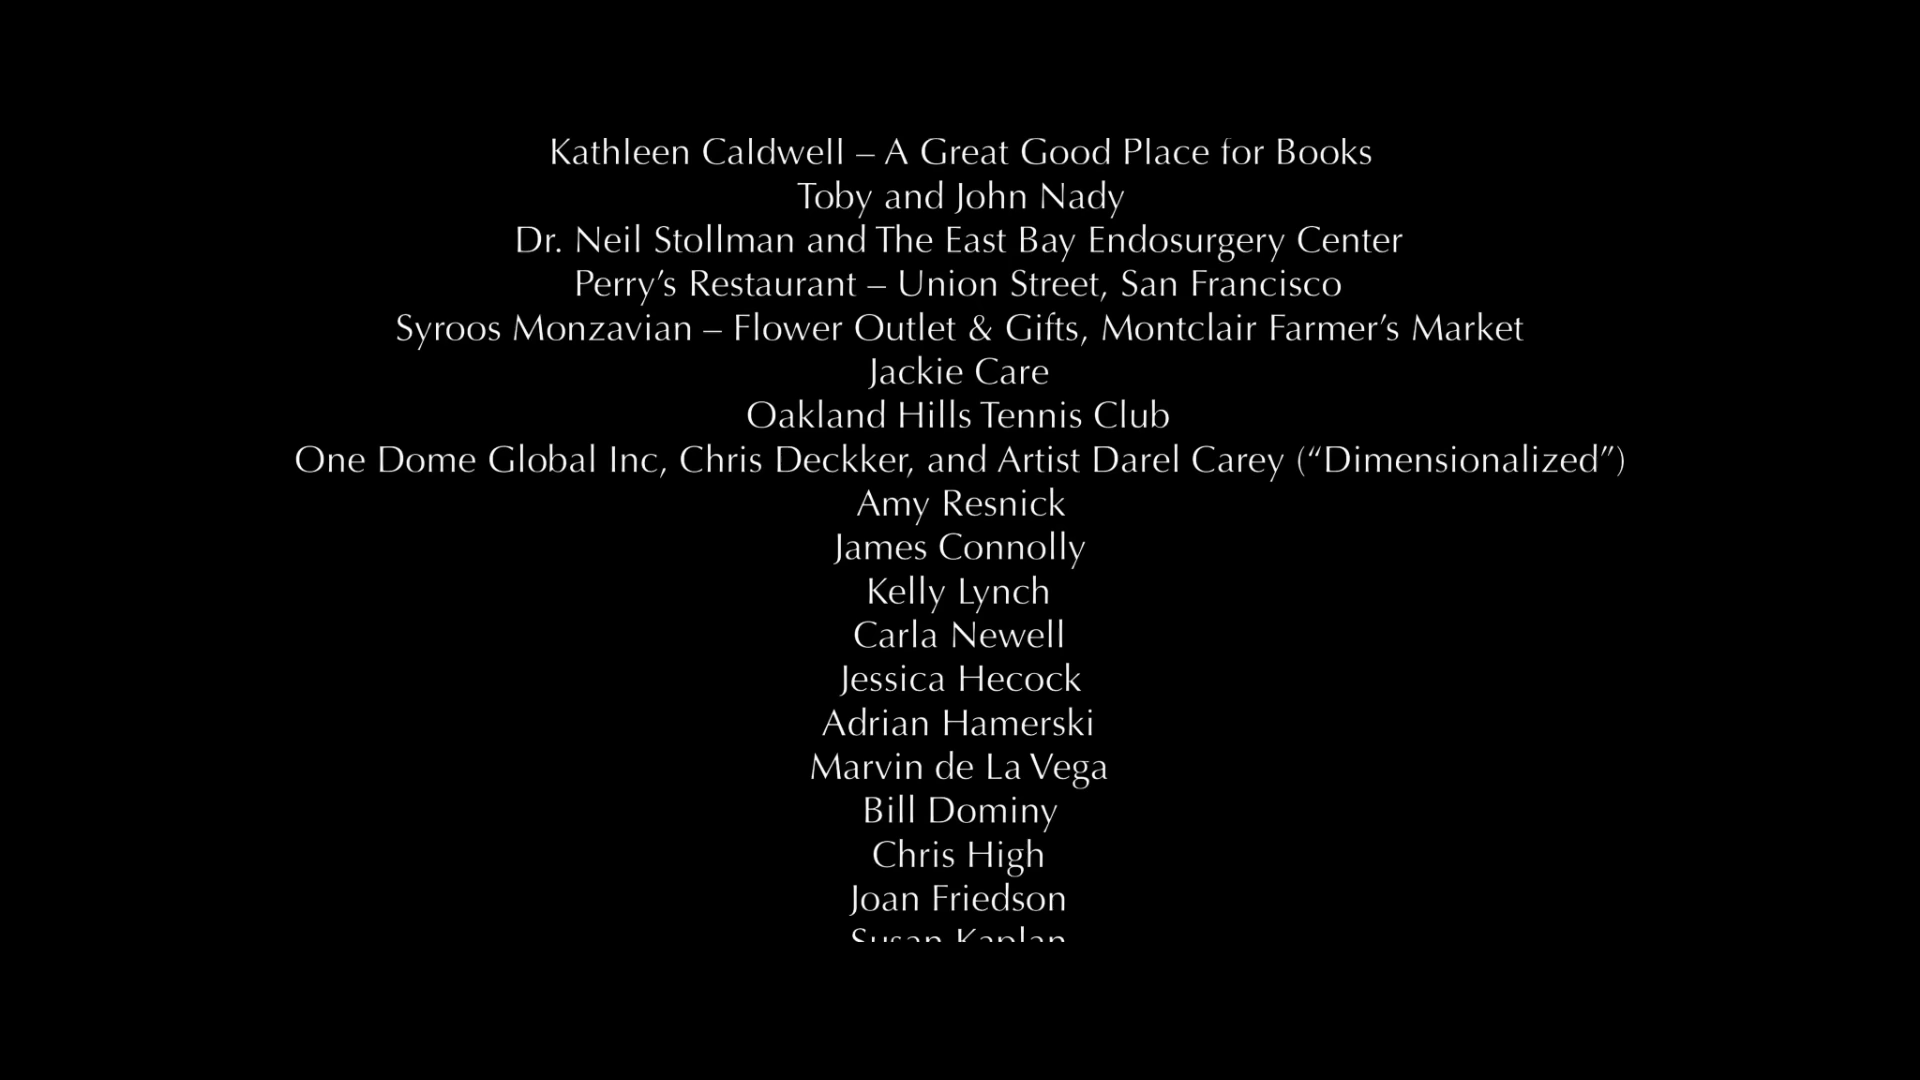 Kathleen Caldwell – A Great Good Place for Books
Toby and John Nady
Dr. Neil Stollman and The East Bay Endosurgery Center
Perry’s Restaurant – Union Street, San Francisco
Syroos Monzavian – Flower Outlet & Gifts, Montclair Farmer’s Market
Jackie Care
Oakland Hills Tennis Club
One Dome Global Inc, Chris Deckker, and Artist Darel Carey (“Dimensionalized”)
Amy Resnick
James Connolly
Kelly Lynch
Carla Newell
Jessica Hecock
Adrian Hamerski
Marvin de La Vega
Bill Dominy
Chris High
Joan Friedson
Susan Kaplan